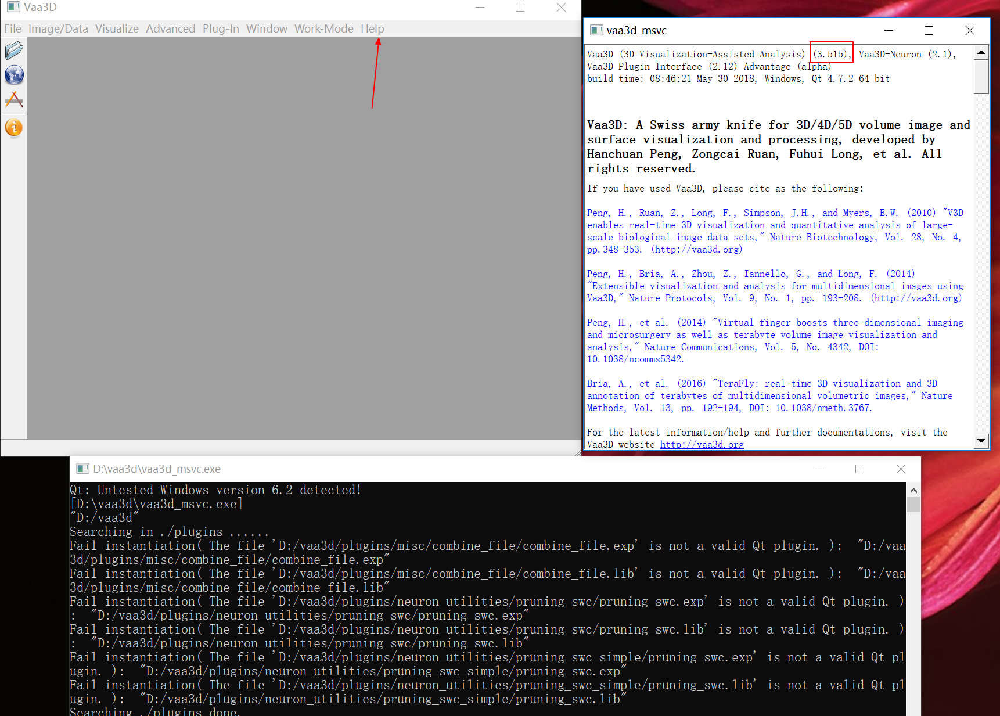 Vaa3D
File Image/Data Visualize Advanced Plug-In Window Work-Mode Help
vaa3d_msvc
Vaa3D (3D Visualization-Assisted Analysis) (3.515), Vaa3D-Neuron (2.1),
Vaa3D Plugin Interface (2.12) Advantage (alpha)
build time: 08:46:21 May 30 2018, Windows, Qt 4.7.2 64-bit
Vaa3D: A Swiss army knife for 3D/4D/5D volume image and
surface visualization and processing, developed by
Hanchuan Peng, Zongcai Ruan, Fuhui Long, et al. All
rights reserved.
If you have used Vaa3D, please cite as the following:
Peng, H., Ruan, Z., Long, F., Simpson, J.H., and Myers, E.W. (2010) "V3D
enables real-time 3D visualization and quantitative analysis of large-
scale biological image data sets," Nature Biotechnology, Vol. 28, No. 4,
pp.348-353. (http://vaa3d.org)
Peng, H., Bria, A., Zhou, Z., Iannello, G., and Long, F. (2014)
"Extensible visualization and analysis for multidimensional images using
Vaa3D," Nature Protocols, Vol. 9, No. 1, pp. 193-208. (http://vaa3d.org)
Peng, H., et al. (2014) "Virtual finger boosts three-dimensional imaging
and microsurgery as well as terabyte volume image visualization and
analysis," Nature Communications, Vol. 5, No. 4342, DOI:
10.1038/ncomms5342.
Bria, A., et al. (2016) "TeraFly: real-time 3D visualization and 3D
annotation of terabytes of multidimensional volumetric images," Nature
Methods, Vol. 13, pp. 192-194, DOI: 10.1038/nmeth.3767.
For the latest information/help and further documentations, visit the
Vaa3D website http://vaa3d.org
D:\vaa3d\vaa3d_msvc.exe
Qt: Untested Windows version 6.2 detected!
[D:\vaa3d\vaa3d_msvc.exe]
"D:/vaa3d"
Searching in ./plugins ......
Fail instantiation( The file 'D:/vaa3d/plugins/misc/combine_file/combine_file.exp' is not a valid Qt plugin. ):  "D:/vaa
3d/plugins/misc/combine_file/combine_file.exp"
Fail instantiation( The file 'D:/vaa3d/plugins/misc/combine_file/combine_file.lib' is not a valid Qt plugin. ):  "D:/vaa
3d/plugins/misc/combine_file/combine_file.lib"
Fail instantiation( The file 'D:/vaa3d/plugins/neuron_utilities/pruning_swc/pruning_swc.exp' is not a valid Qt plugin. )
:  "D:/vaa3d/plugins/neuron_utilities/pruning_swc/pruning_swc.exp"
Fail instantiation( The file 'D:/vaa3d/plugins/neuron_utilities/pruning_swc/pruning_swc.lib' is not a valid Qt plugin. )
:  "D:/vaa3d/plugins/neuron_utilities/pruning_swc/pruning_swc.lib"
Fail instantiation( The file 'D:/vaa3d/plugins/neuron_utilities/pruning_swc_simple/pruning_swc.exp' is not a valid Qt pl
ugin. ):  "D:/vaa3d/plugins/neuron_utilities/pruning_swc_simple/pruning_swc.exp"
Fail instantiation( The file 'D:/vaa3d/plugins/neuron_utilities/pruning_swc_simple/pruning_swc.lib' is not a valid Qt pl
ugin. ):  "D:/vaa3d/plugins/neuron_utilities/pruning_swc_simple/pruning_swc.lib"
Searching ./plugins done.